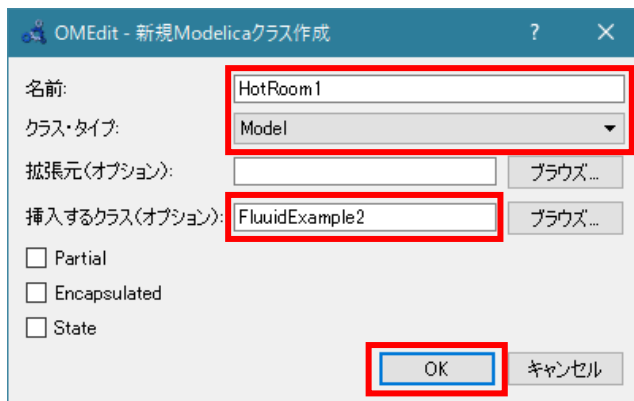 OMEdit - 新規Modelicaクラス作成 ? ×
名前: HotRoom1
クラス・タイプ: Model
拡張元(オプション): ブラウズ...
挿入するクラス(オプション): FluuidExample2 ブラウズ...
Partial
Encapsulated
State
OK キャンセル